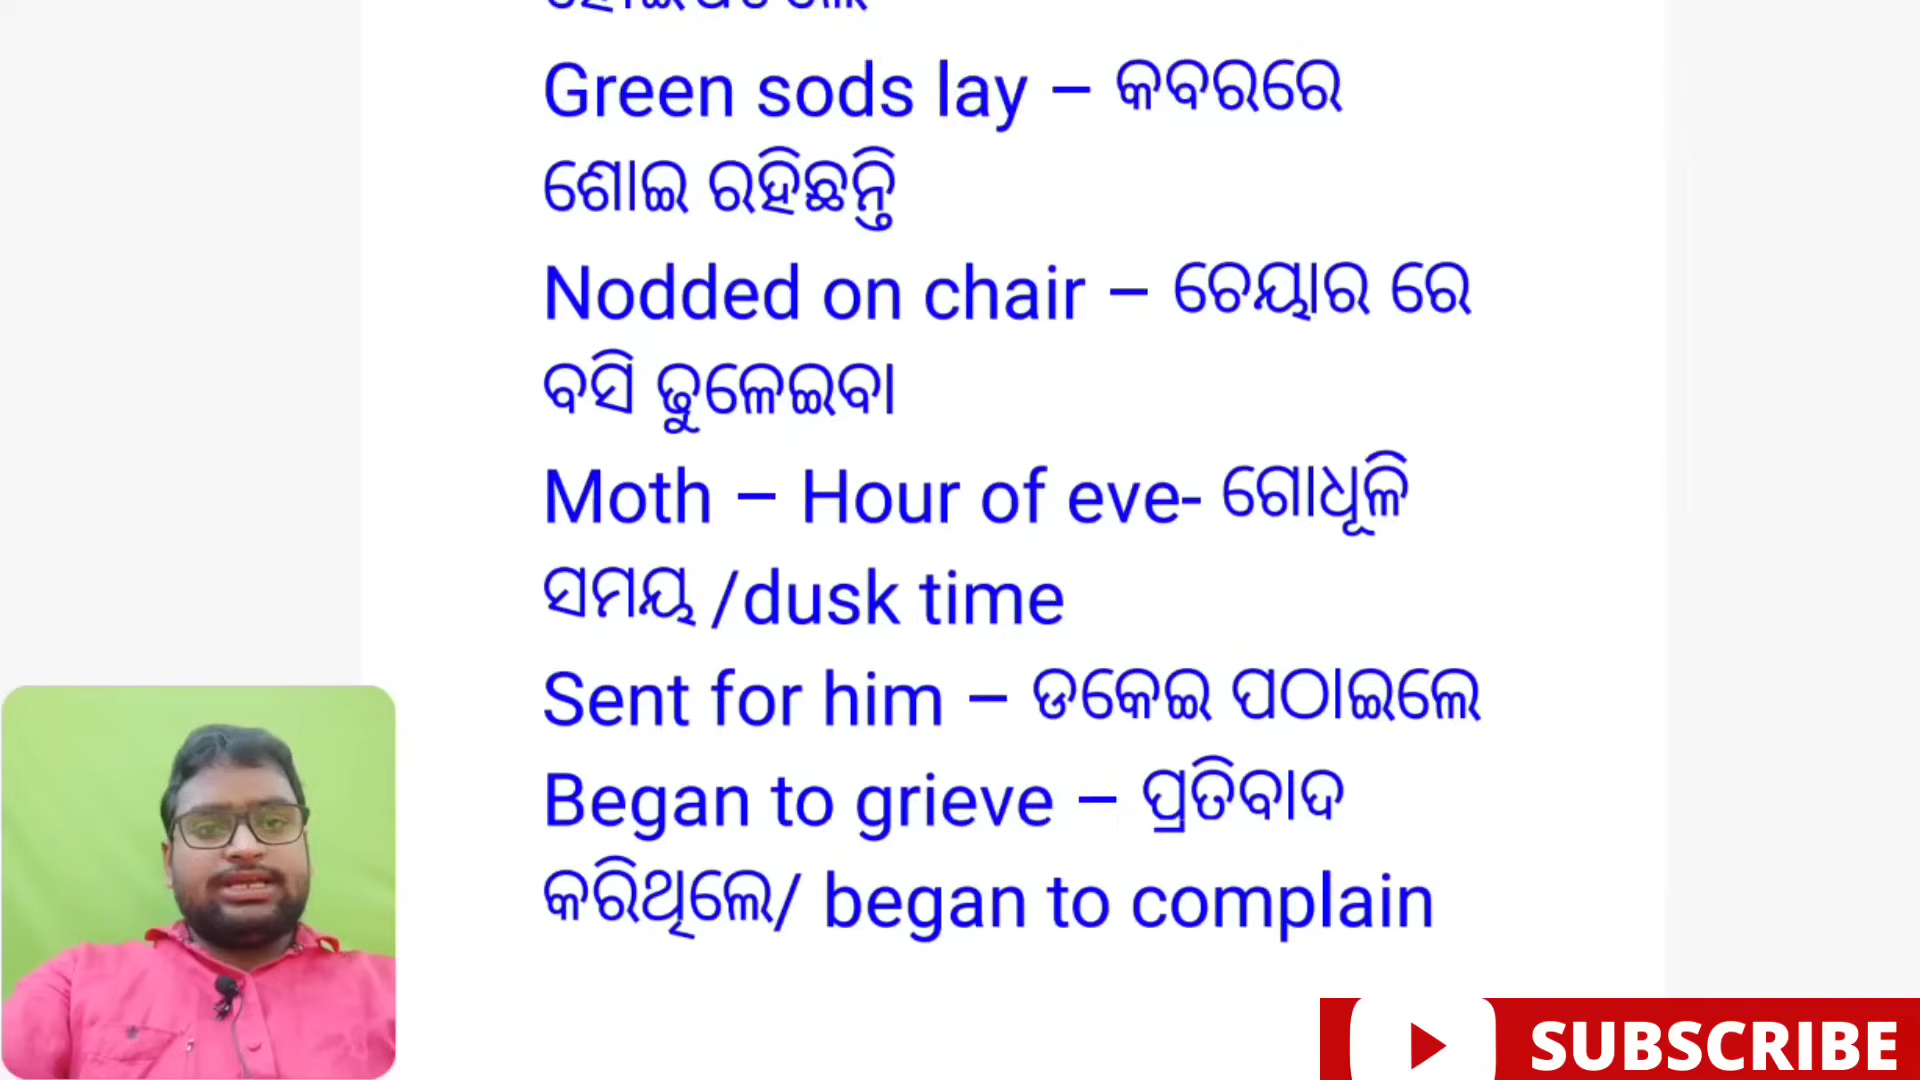 Green sods lay – କବରରେ
ଶୋଇ ରହିଛନ୍ତି
Nodded on chair – ଚେୟାର ରେ
ବସି ଢୁଳେଇବା
Moth – Hour of eve- ଗୋଧୂଳି
ସମୟ /dusk time
Sent for him – ଡକେଇ ପଠାଇଲେ
Began to grieve – ପ୍ରତିବାଦ
କରିଥିଲେ/ began to complain
SUBSCRIBE